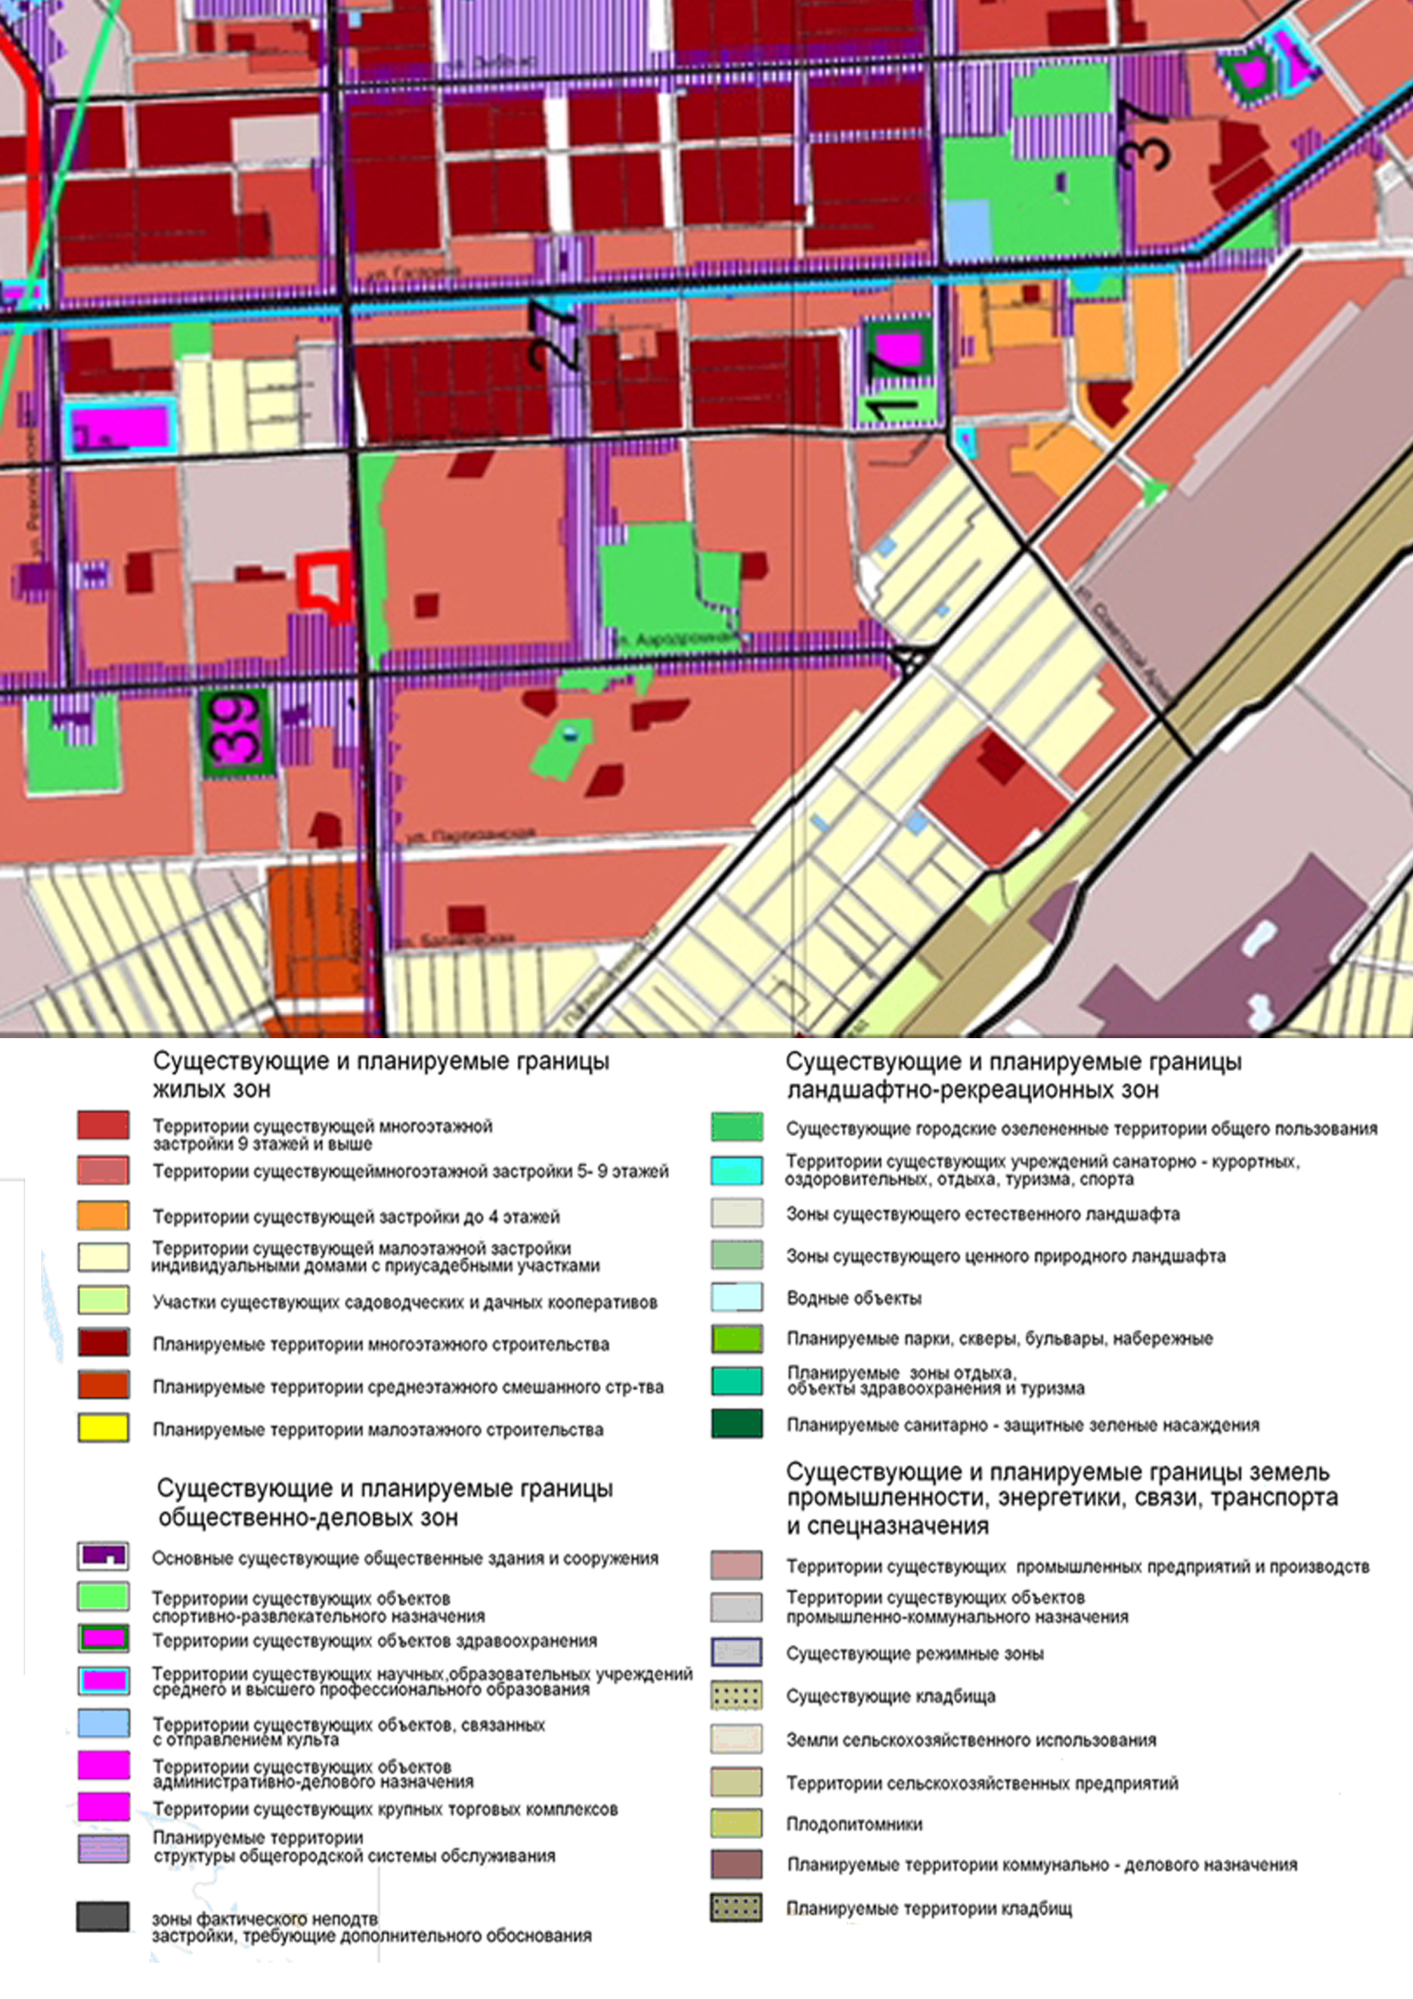 37
ул. Гагарина
27
17
ул. Аэродромная
ул. Советской Армии
39
ул. Партизанская
Существующие и планируемые границы
жилых зон
Территории существующей многоэтажной
застройки 9 этажей и выше
Территории существующеймногоэтажной застройки 5- 9 этажей
Территории существующей застройки до 4 этажей
Территории существующей малоэтажной застройки
индивидуальными домами с приусадебными участками
Участки существующих садоводческих и дачных кооперативов
Планируемые территории многоэтажного строительства
Планируемые территории среднеэтажного смешанного стр-тва
Планируемые территории малоэтажного строительства
Существующие и планируемые границы
общественно-деловых зон
Основные существующие общественные здания и сооружения
Территории существующих объектов
спортивно-развлекательного назначения
Территории существующих объектов здравоохранения
Территории существующих научных,образовательных учреждений
среднего и высшего профессионального образования
Территории существующих объектов, связанных
с отправлением культа
Территории существующих объектов
административно-делового назначения
Территории существующих крупных торговых комплексов
Планируемые территории
структуры общегородской системы обслуживания
зоны фактического неподтв
застройки, требующие дополнительного обоснования
Существующие и планируемые границы
ландшафтно-рекреационных зон
Существующие городские озелененные территории общего пользования
Территории существующих учреждений санаторно - курортных,
оздоровительных, отдыха, туризма, спорта
Зоны существующего естественного ландшафта
Зоны существующего ценного природного ландшафта
Водные объекты
Планируемые парки, скверы, бульвары, набережные
Планируемые зоны отдыха,
объекты здравоохранения и туризма
Планируемые санитарно - защитные зеленые насаждения
Существующие и планируемые границы земель
промышленности, энергетики, связи, транспорта
и спецназначения
Территории существующих промышленных предприятий и производств
Территории существующих объектов
промышленно-коммунального назначения
Существующие режимные зоны
Существующие кладбища
Земли сельскохозяйственного использования
Территории сельскохозяйственных предприятий
Плодопитомники
Планируемые территории коммунально - делового назначения
Планируемые территории кладбищ